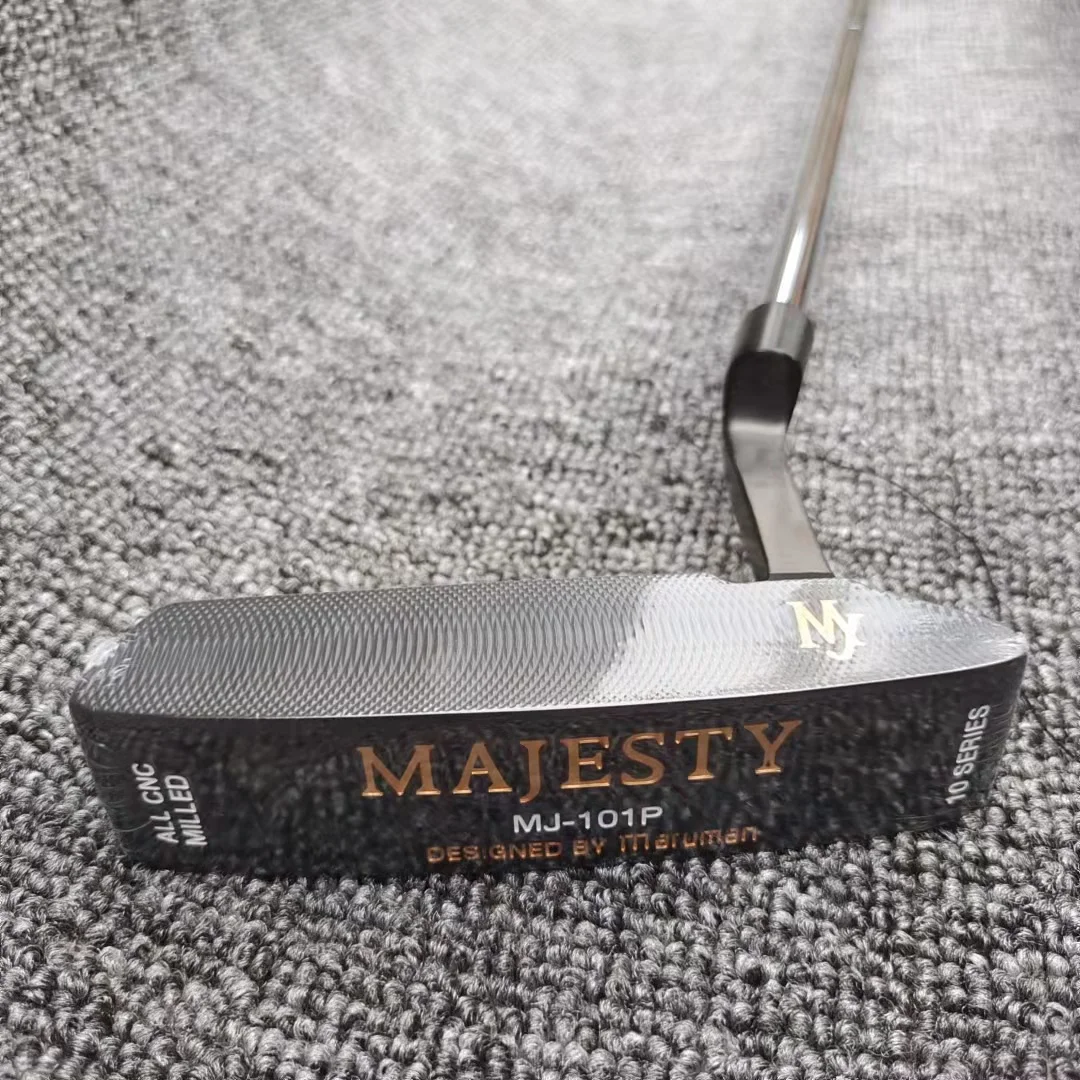 MJ
MAJESTY
MJ-101P
DESIGNED BY maruman
ALL CNC
MILLED
10 SERIES